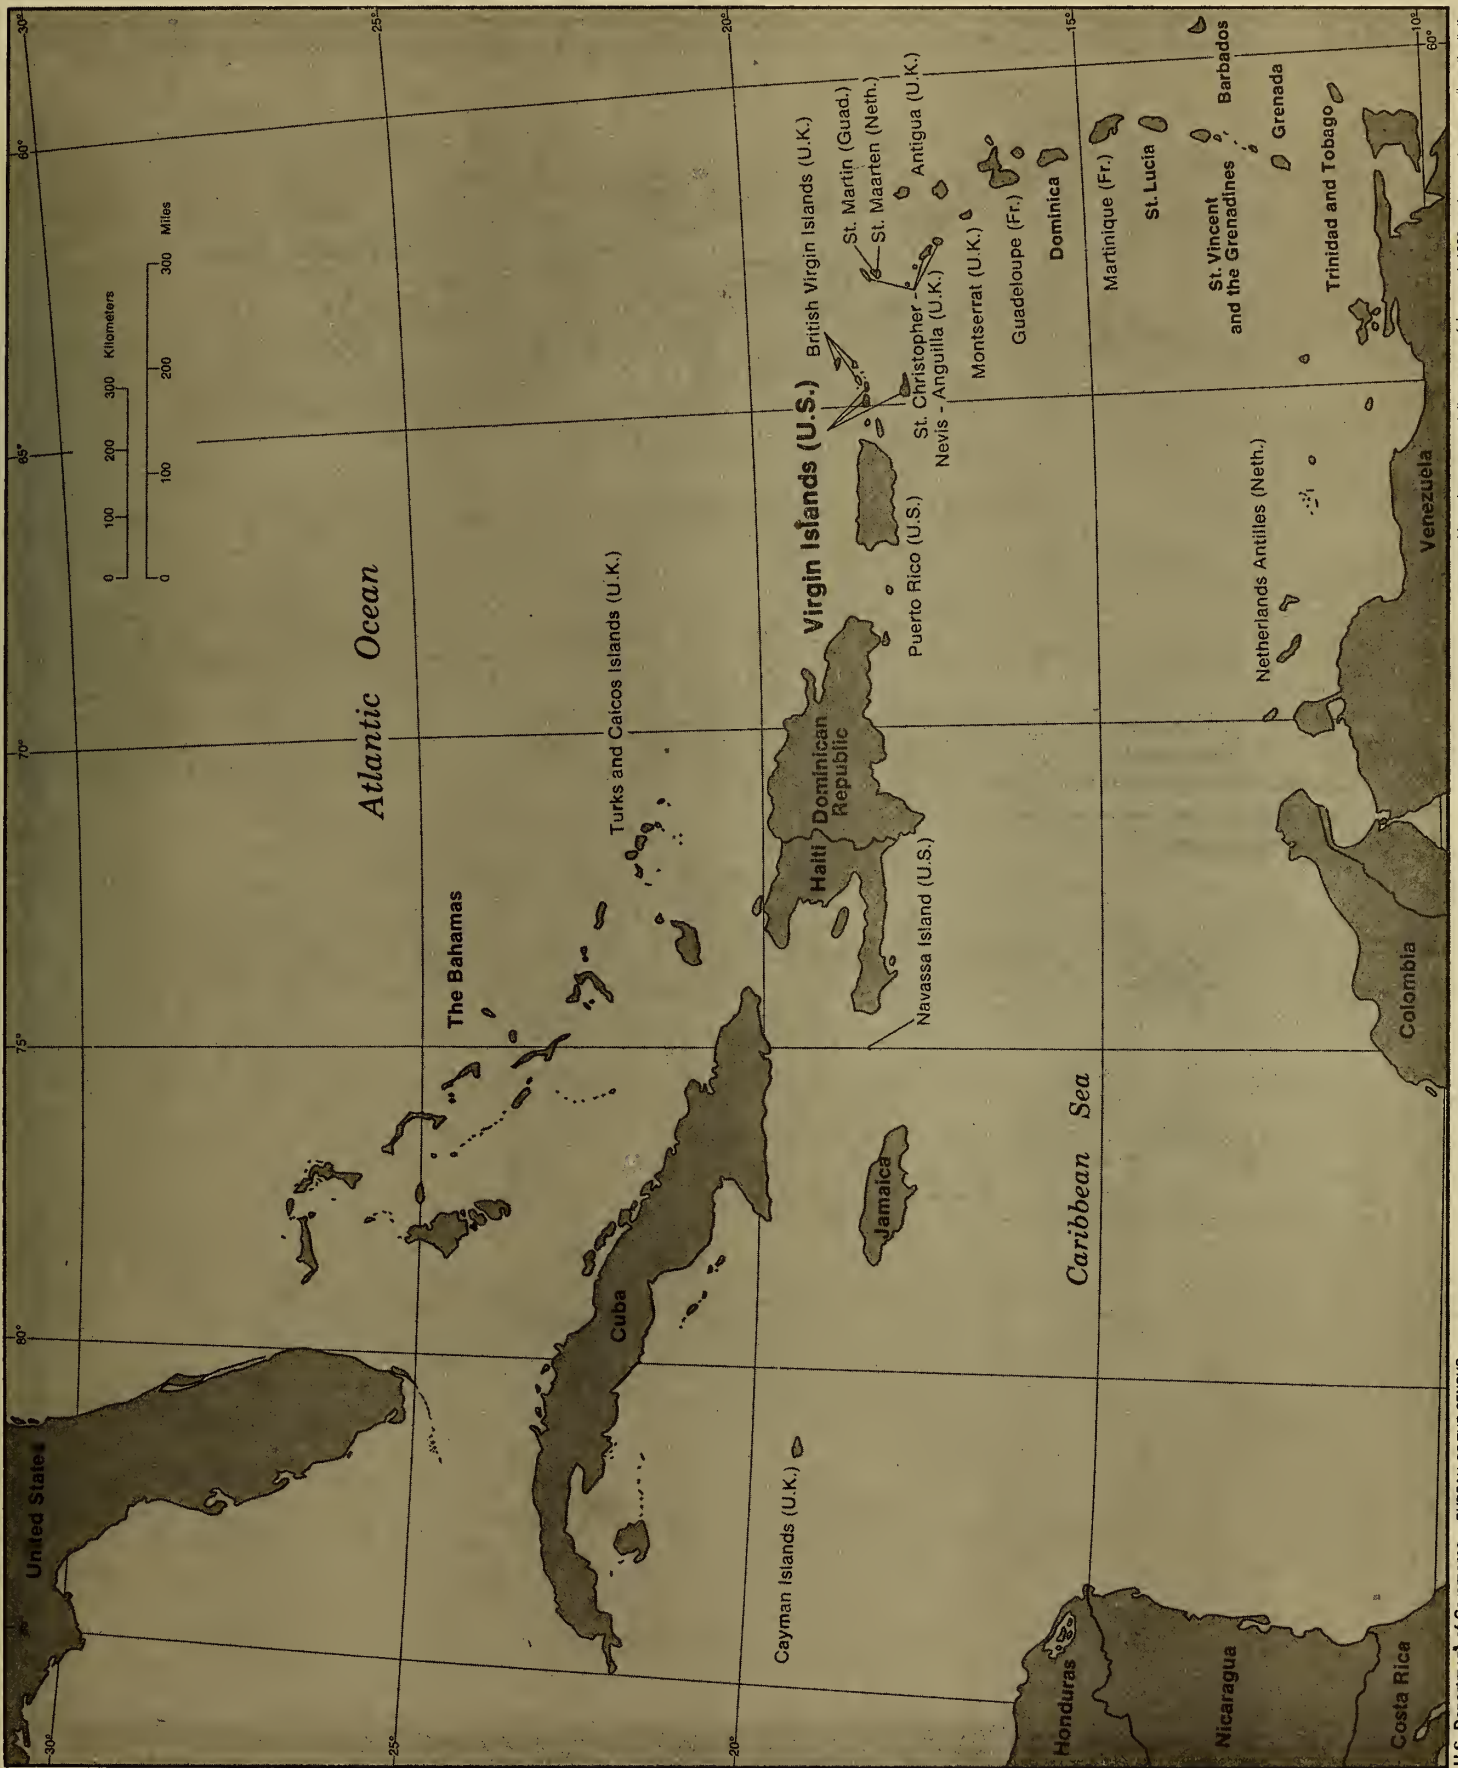 30°
25°
20°
15°
10°
60°
60°
65°
70°
75°
80°
30°
25°
20°
0 100 200 300 Kilometers
0 100 200 300 Miles
United States
Atlantic Ocean
The Bahamas
Turks and Caicos Islands (U.K.)
Cuba
Cayman Islands (U.K.)
Jamaica
Haiti
Dominican
Republic
Navassa Island (U.S.)
Puerto Rico (U.S.)
Virgin Islands (U.S.)
British Virgin Islands (U.K.)
St. Martin (Guad.)
St. Maarten (Neth.)
Antigua (U.K.)
St. Christopher -
Nevis - Anguilla (U.K.)
Montserrat (U.K.)
Guadeloupe (Fr.)
Dominica
Martinique (Fr.)
St. Lucia
St. Vincent
and the Grenadines
Barbados
Grenada
Trinidad and Tobago
Netherlands Antilles (Neth.)
Caribbean Sea
Venezuela
Colombia
Honduras
Nicaragua
Costa Rica